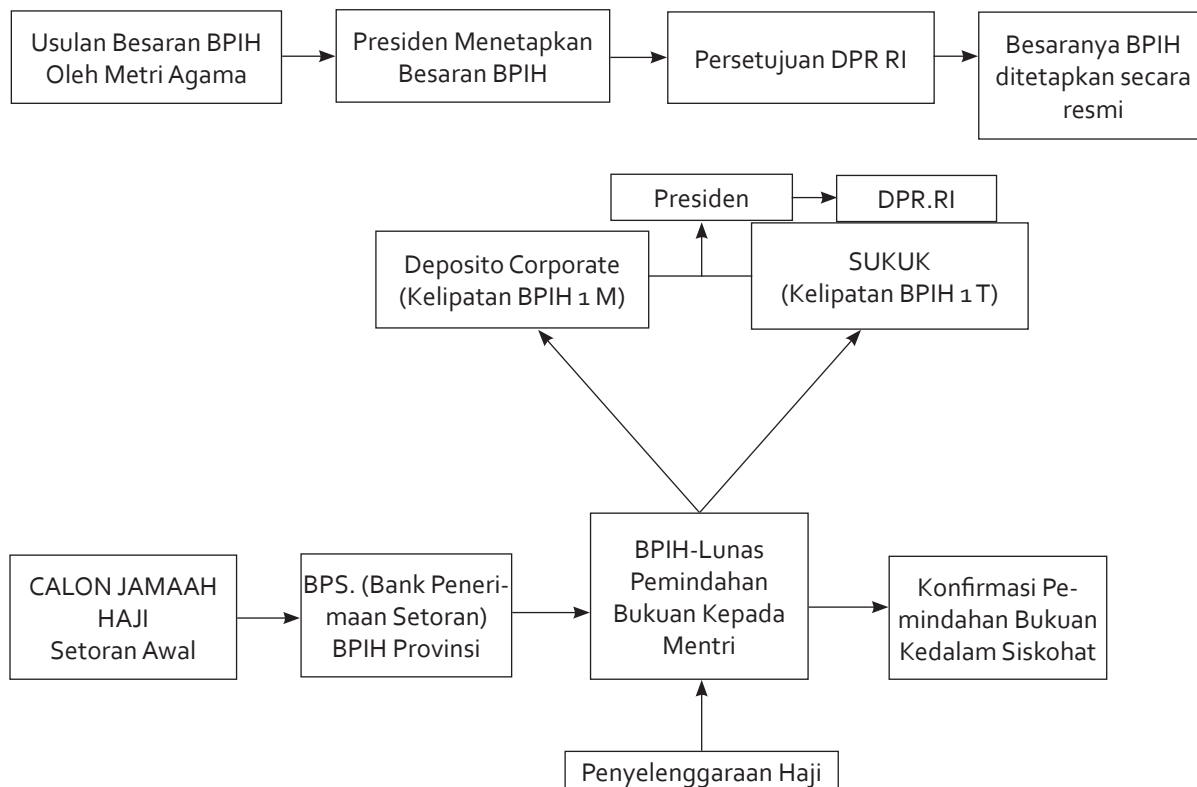 Usulan Besaran BPIH
Oleh Metri Agama
Presiden Menetapkan
Besaran BPIH
Persetujuan DPR RI
Besaranya BPIH
ditetapkan secara
resmi
Presiden
DPR.RI
Deposito Corporate
(Kelipatan BPIH 1 M)
SUKUK
(Kelipatan BPIH 1 T)
CALON JAMAAH
HAJI
Setoran Awal
BPS. (Bank Peneri-
maan Setoran)
BPIH Provinsi
BPIH-Lunas
Pemindahan
Bukuan Kepada
Mentri
Konfirmasi Pe-
mindahan Bukuan
Kedalam Siskohat
Penyelenggaraan Haji